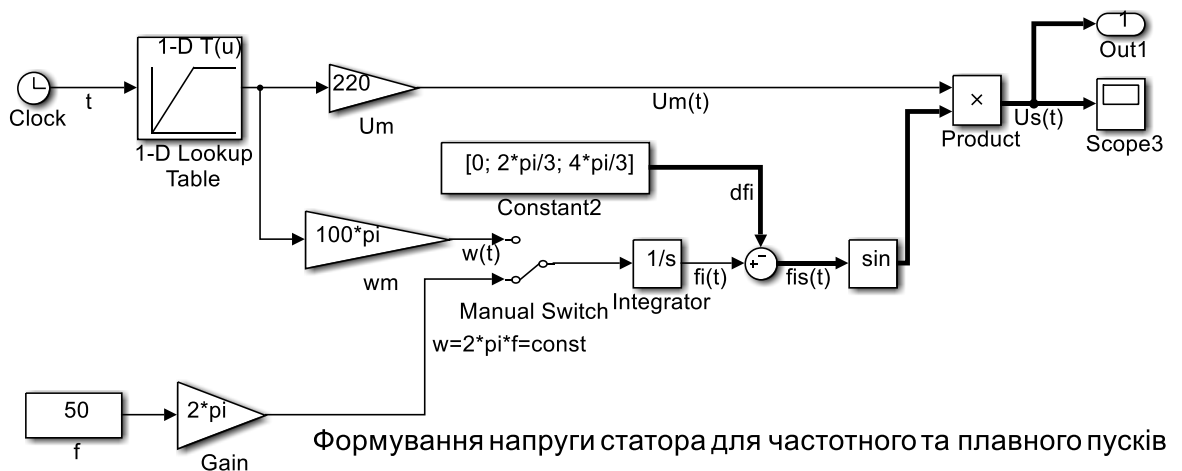 1-D T(u)
1
Out1
220
t
Clock
Um
Um(t)
×
Product
Us(t)
Scope3
1-D Lookup
Table
[0; 2*pi/3; 4*pi/3]
Constant2
dfi
100*pi
wm
w(t)
Manual Switch
1/s
Integrator
fi(t)
+
−
fis(t)
sin
w=2*pi*f=const
50
f
2*pi
Gain
Формування напруги статора для частотного та плавного пусків